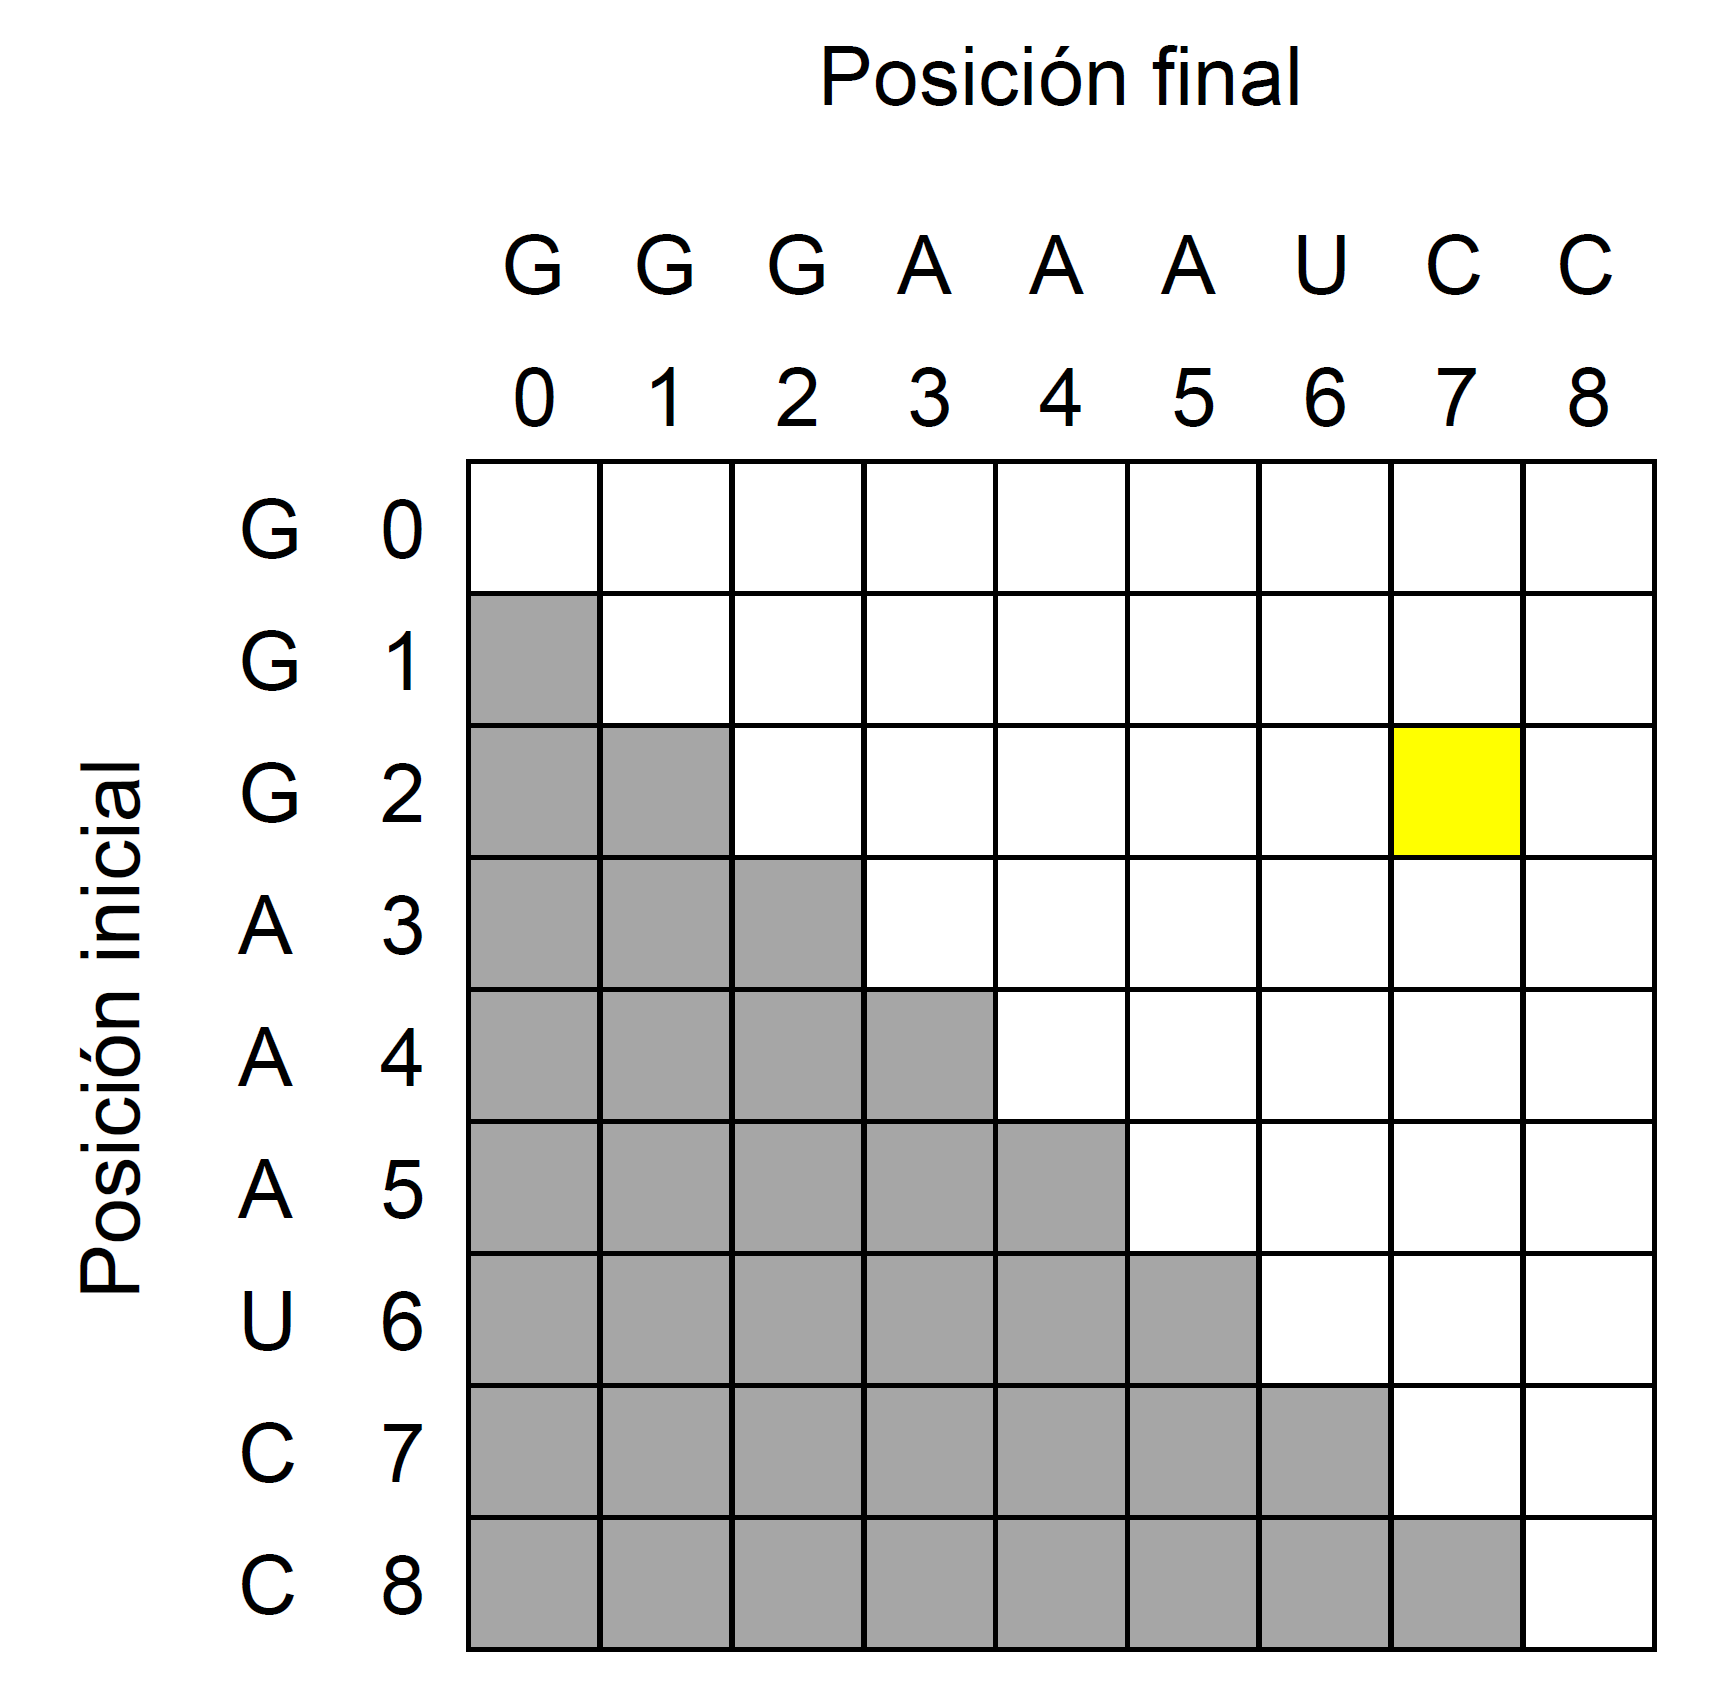 Posición final
G G G A A A U C C
0 1 2 3 4 5 6 7 8
Posición inicial
G 0
G 1
G 2
A 3
A 4
A 5
U 6
C 7
C 8